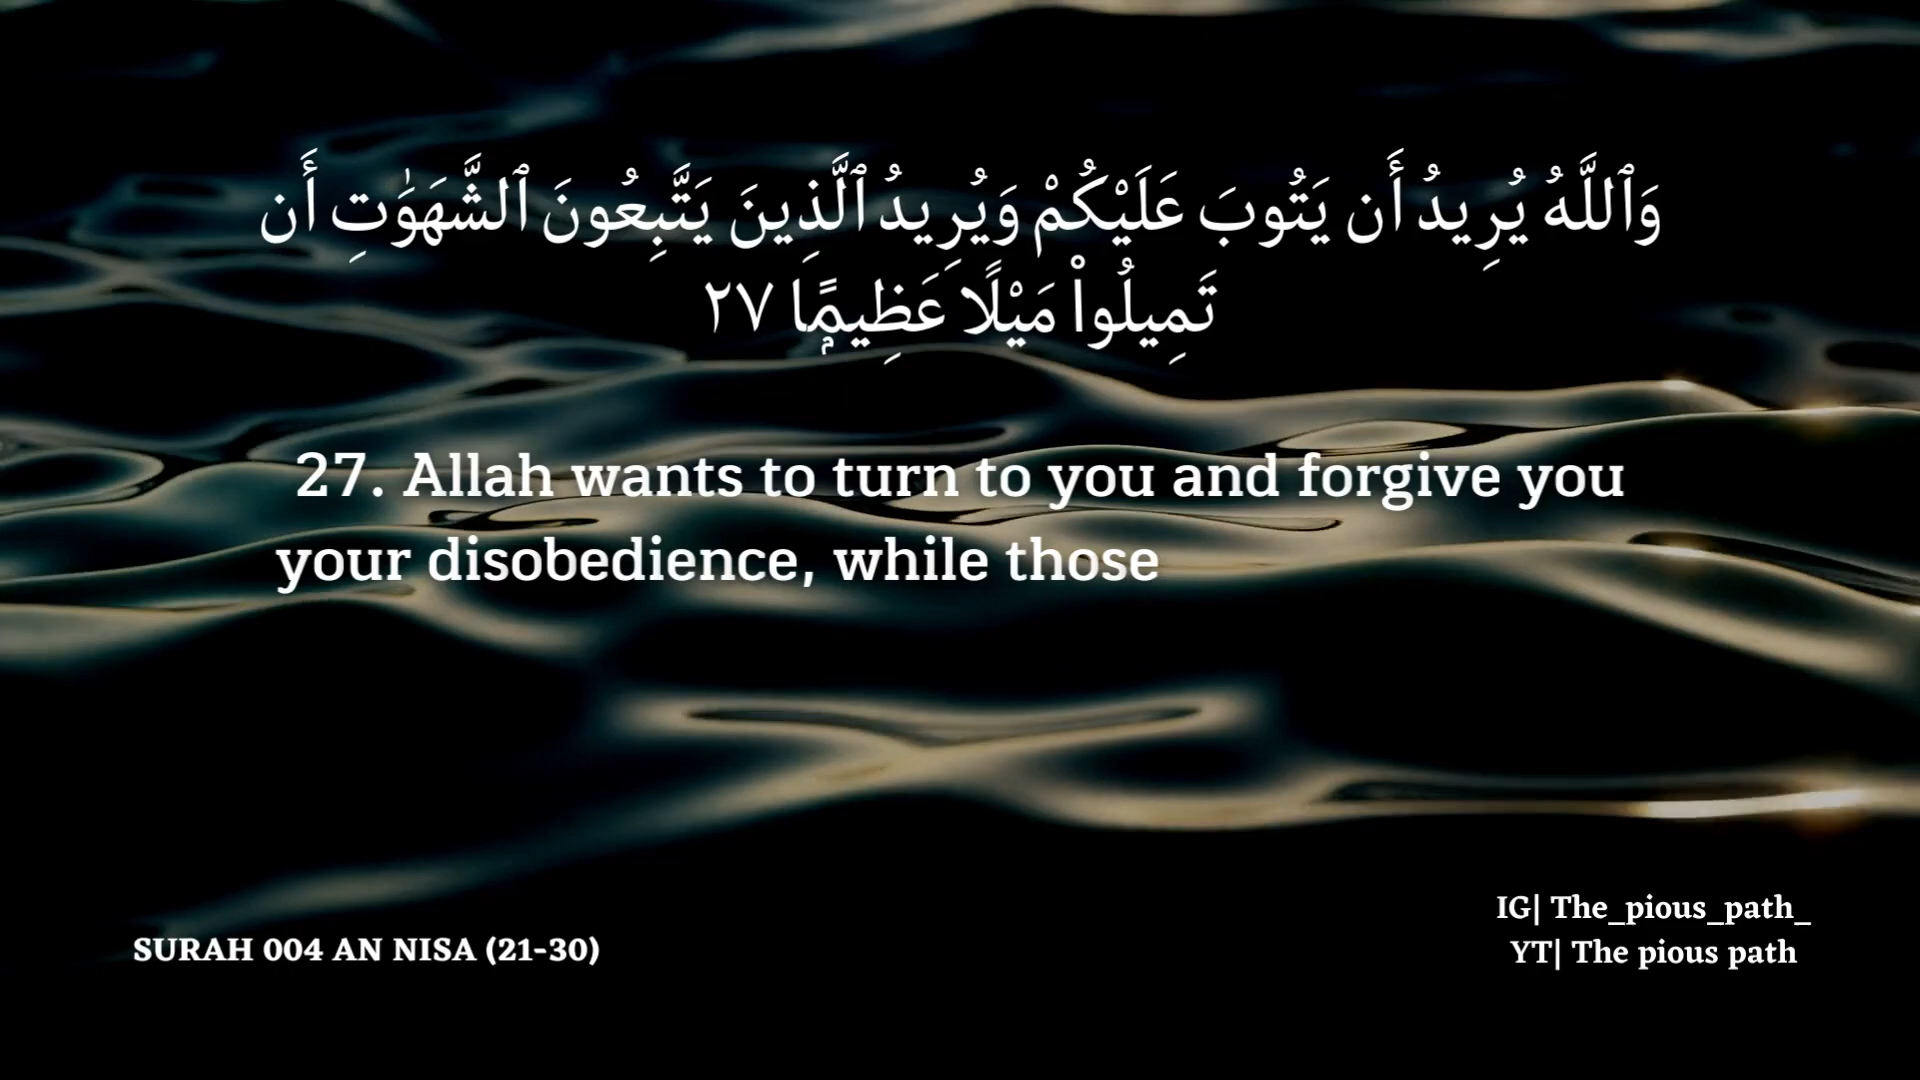 وَٱللَّهُ يُرِيدُ أَن يَتُوبَ عَلَيْكُمْ وَيُرِيدُ ٱلَّذِينَ يَتَّبِعُونَ ٱلشَّهَوَٰتِ أَن
تَمِيلُوا۟ مَيْلًا عَظِيمًۭا ٢٧
27. Allah wants to turn to you and forgive you
your disobedience, while those
SURAH 004 AN NISA (21-30)
IG| The_pious_path_
YT| The pious path